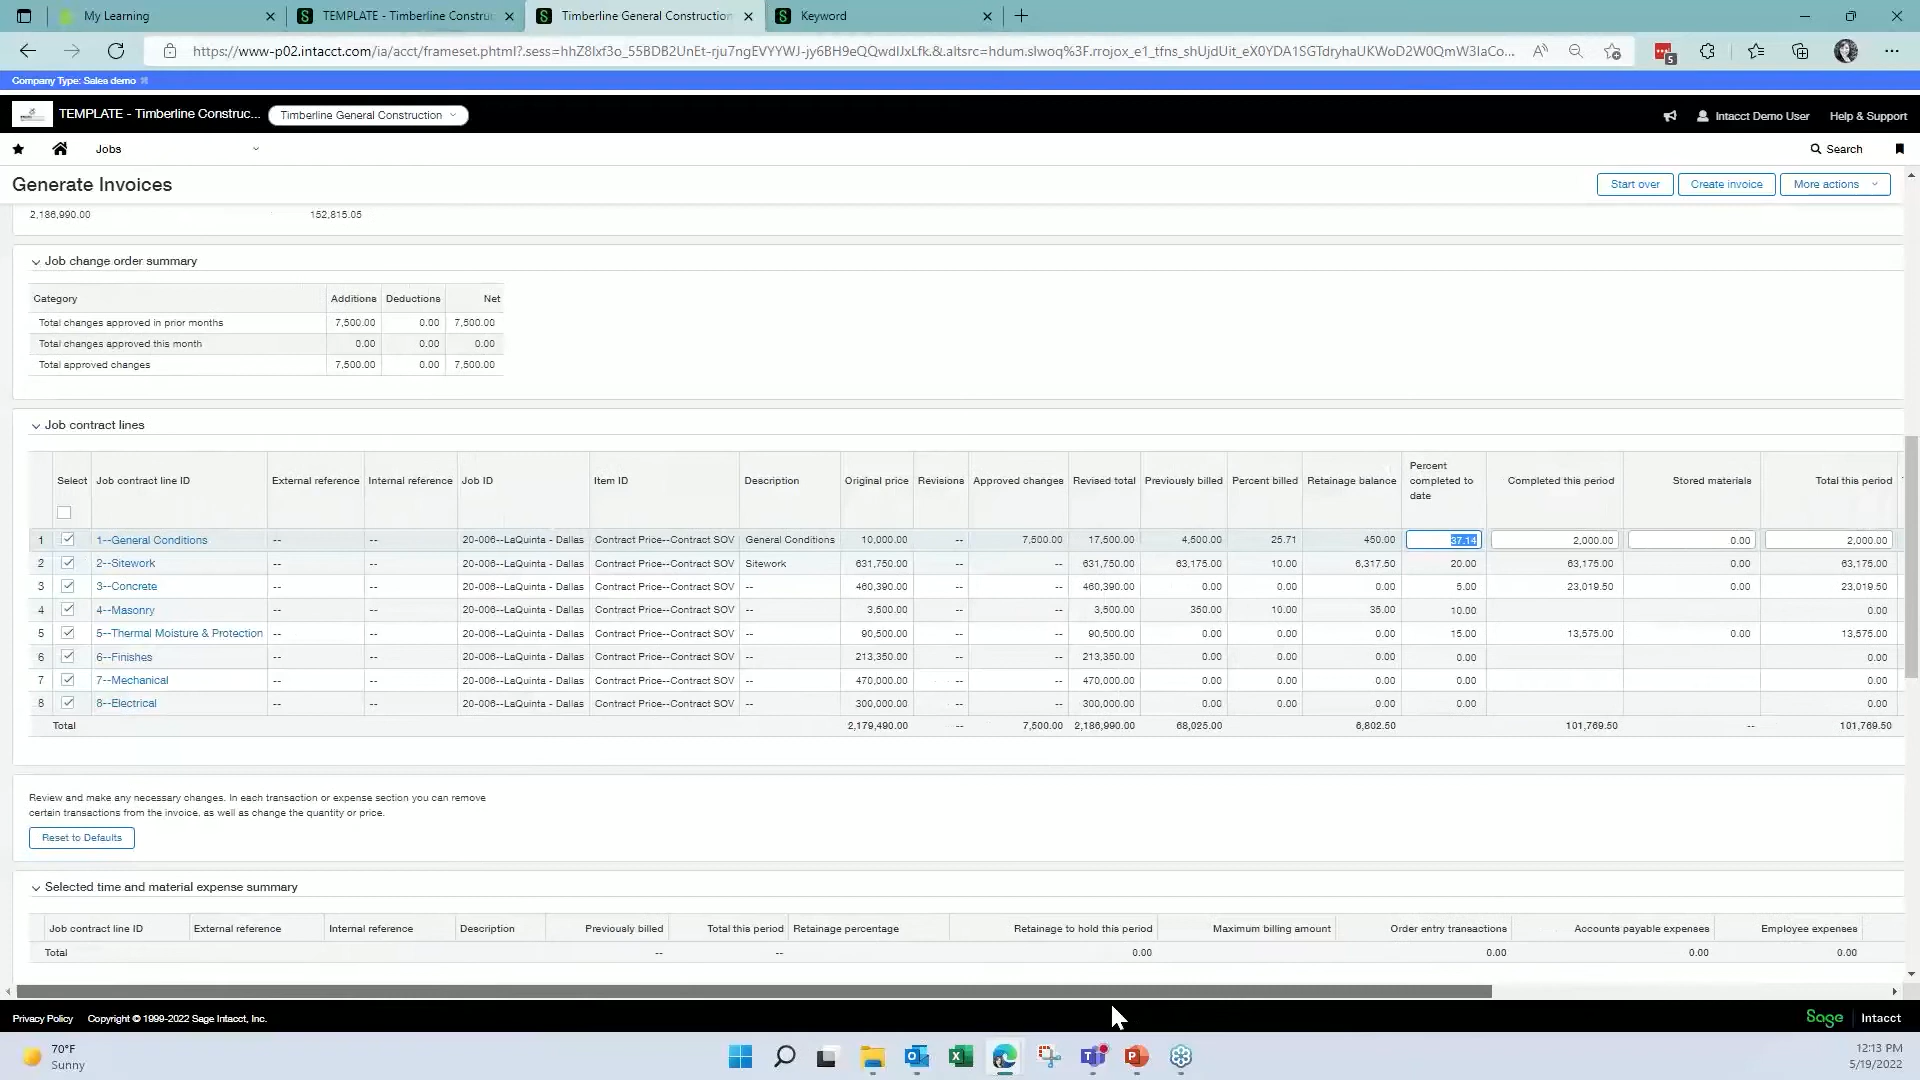 My Learning
TEMPLATE - Timberline Constru
Timberline General Construction
Keyword
https://www-p02.intacct.com/ia/acct/frameset.phtml?.sess=hhZ8lxf3o_55BDB2UnEt-rju7ngEVYYWJ-jy6BH9eQQwdIJxLfk.&.altsrc=hdum.slwoq%3F.rrojox_e1_tfns_shUjdUit_eX0YDA1SGTdryhaUKWoD2W0QmW3IaCo...
5
Company Type: Sales demo
TEMPLATE - Timberline Construc...
Timberline General Construction
Intacct Demo User
Help & Support
Jobs
Search
Generate Invoices
Start over
Create invoice
More actions
2,186,990.00 152,815.05
Job change order summary
Category Additions Deductions Net
Total changes approved in prior months 7,500.00 0.00 7,500.00
Total changes approved this month 0.00 0.00 0.00
Total approved changes 7,500.00 0.00 7,500.00
Job contract lines
Select Job contract line ID External reference Internal reference Job ID Item ID Description Original price Revisions Approved changes Revised total Previously billed Percent billed Retainage balance Percent completed to date Completed this period Stored materials Total this period
1 1--General Conditions -- -- 20-006--LaQuinta - Dallas Contract Price--Contract SOV General Conditions 10,000.00 -- 7,500.00 17,500.00 4,500.00 25.71 450.00 37.14 2,000.00 0.00 2,000.00
2 2--Sitework -- -- 20-006--LaQuinta - Dallas Contract Price--Contract SOV Sitework 631,750.00 -- -- 631,750.00 63,175.00 10.00 6,317.50 20.00 63,175.00 0.00 63,175.00
3 3--Concrete -- -- 20-006--LaQuinta - Dallas Contract Price--Contract SOV -- 460,390.00 -- -- 460,390.00 0.00 0.00 0.00 5.00 23,019.50 0.00 23,019.50
4 4--Masonry -- -- 20-006--LaQuinta - Dallas Contract Price--Contract SOV -- 3,500.00 -- -- 3,500.00 350.00 10.00 35.00 10.00 0.00
5 5--Thermal Moisture & Protection -- -- 20-006--LaQuinta - Dallas Contract Price--Contract SOV -- 90,500.00 -- -- 90,500.00 0.00 0.00 0.00 15.00 13,575.00 0.00 13,575.00
6 6--Finishes -- -- 20-006--LaQuinta - Dallas Contract Price--Contract SOV -- 213,350.00 -- -- 213,350.00 0.00 0.00 0.00 0.00 0.00
7 7--Mechanical -- -- 20-006--LaQuinta - Dallas Contract Price--Contract SOV -- 470,000.00 -- -- 470,000.00 0.00 0.00 0.00 0.00 0.00
8 8--Electrical -- -- 20-006--LaQuinta - Dallas Contract Price--Contract SOV -- 300,000.00 -- -- 300,000.00 0.00 0.00 0.00 0.00 0.00
Total 2,179,490.00 -- 7,500.00 2,186,990.00 68,025.00 6,802.50 101,769.50 -- 101,769.50
Review and make any necessary changes. In each transaction or expense section you can remove
certain transactions from the invoice, as well as change the quantity or price.
Reset to Defaults
Selected time and material expense summary
Job contract line ID External reference Internal reference Description Previously billed Total this period Retainage percentage Retainage to hold this period Maximum billing amount Order entry transactions Accounts payable expenses Employee expenses
Total -- -- 0.00 0.00 0.00 0.00
Privacy Policy Copyright © 1999-2022 Sage Intacct, Inc.
Sage Intacct
70°F
Sunny
12:13 PM
5/19/2022